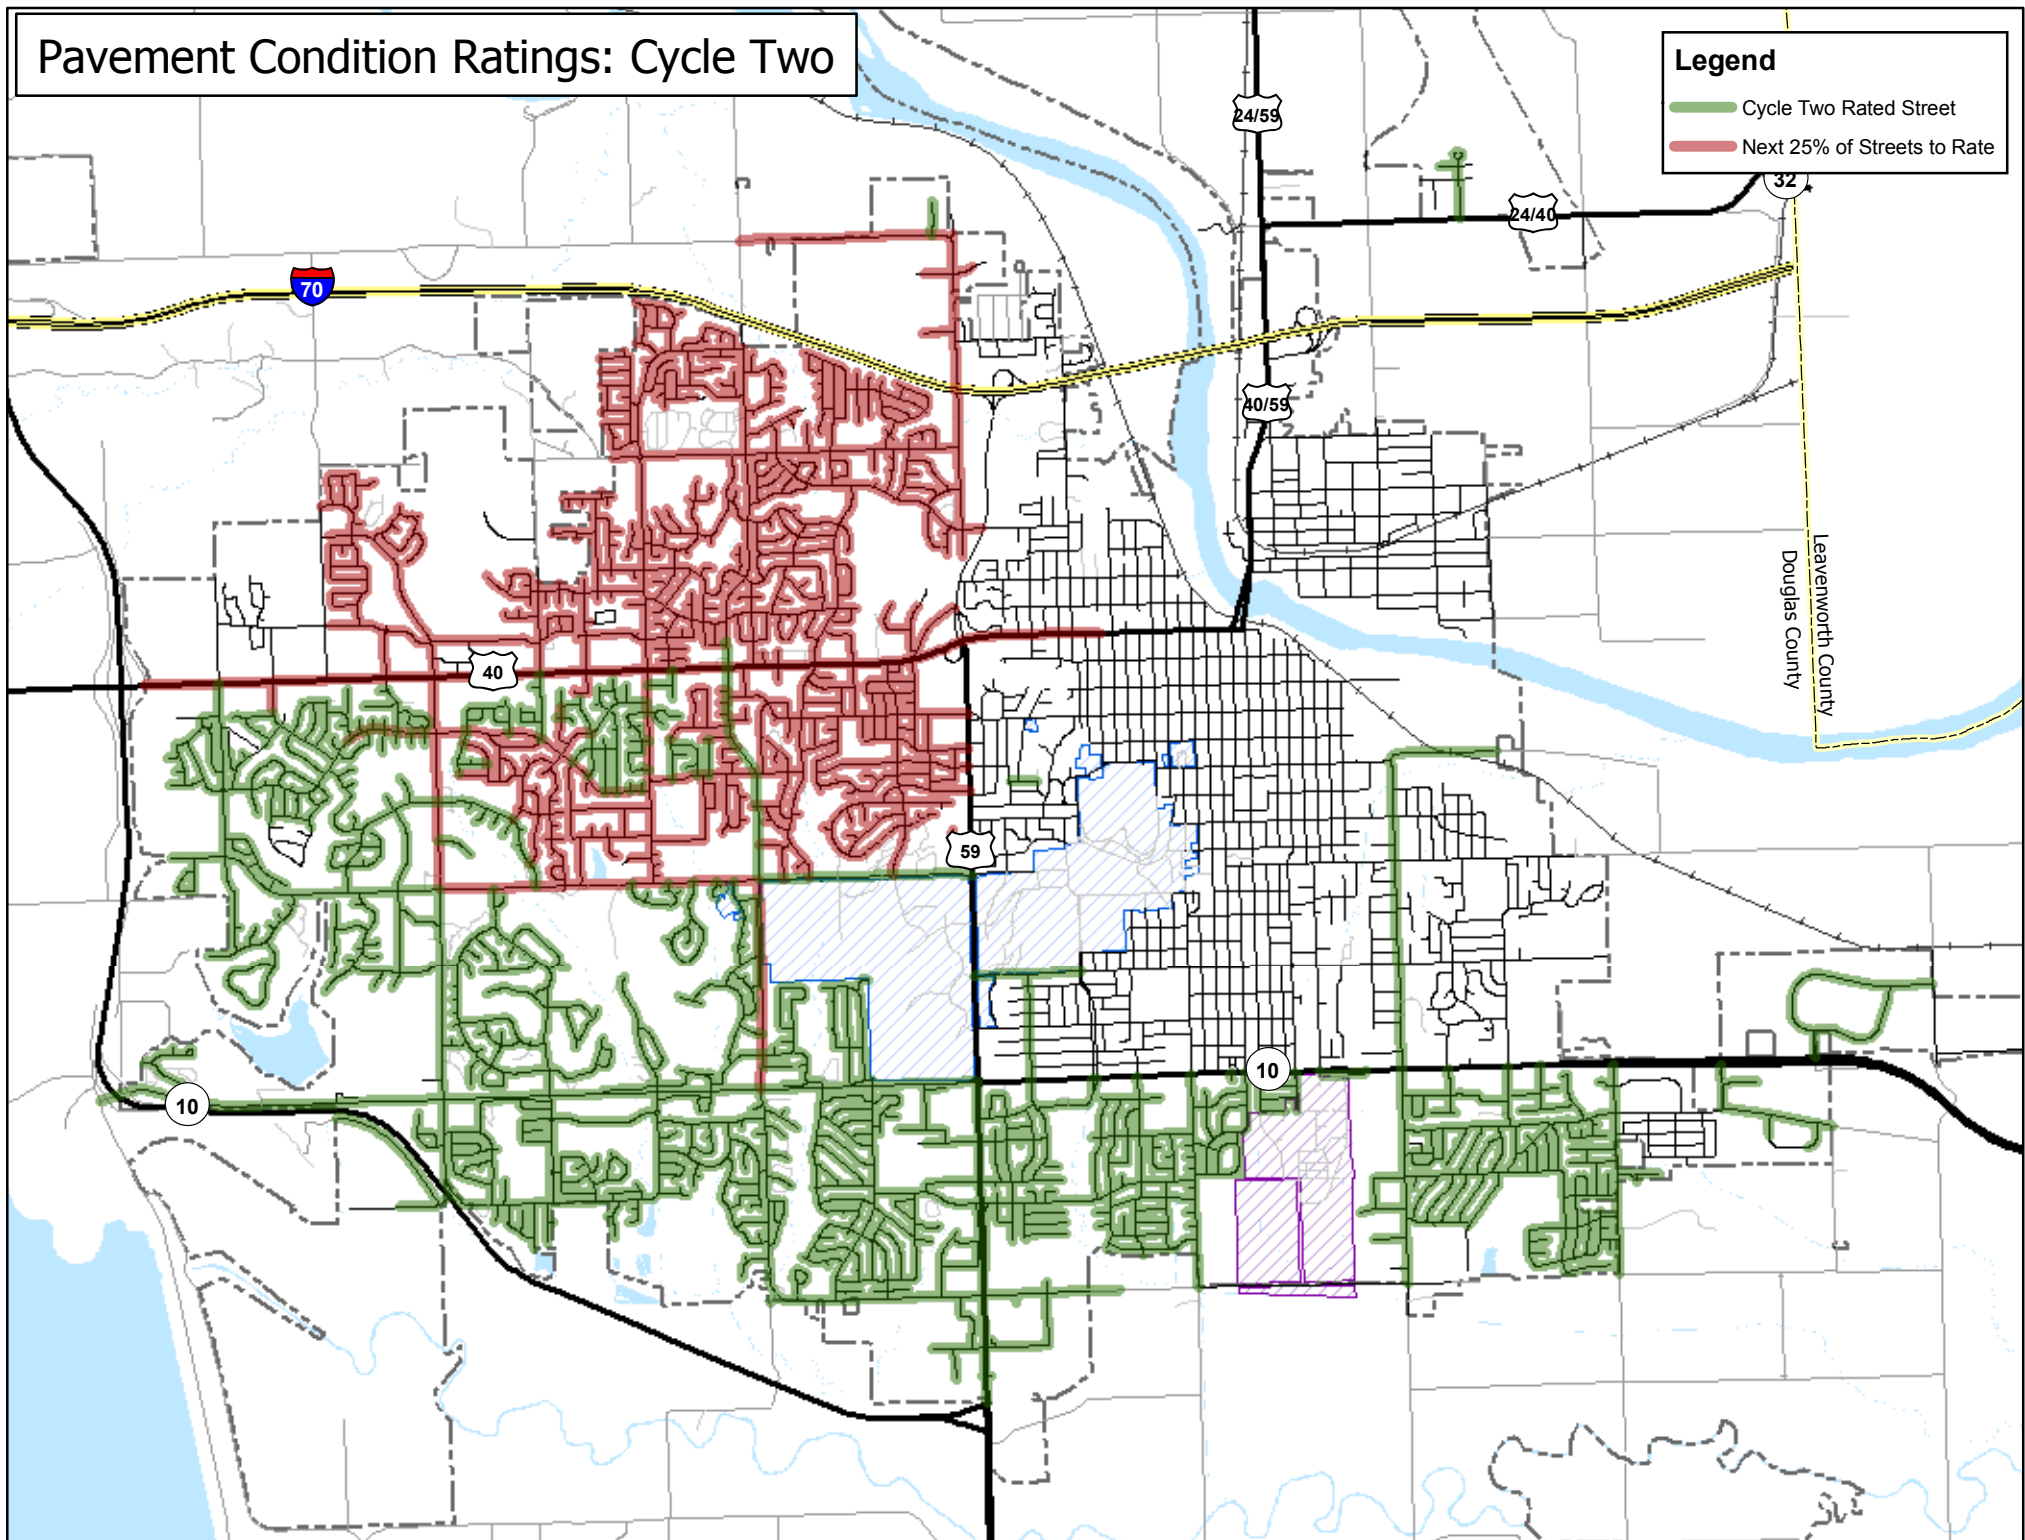 Pavement Condition Ratings: Cycle Two
Legend
Cycle Two Rated Street
Next 25% of Streets to Rate
24/59
32
24/40
70
40/59
Leavenworth County
Douglas County
40
59
10
10